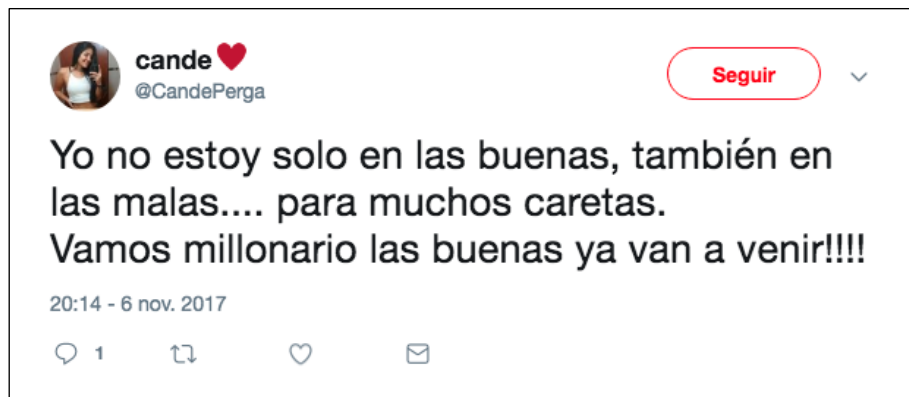 cande❤
@CandePerga
Seguir
Yo no estoy solo en las buenas, también en
las malas.... para muchos caretas.
Vamos millonario las buenas ya van a venir!!!!
20:14 - 6 nov. 2017
1